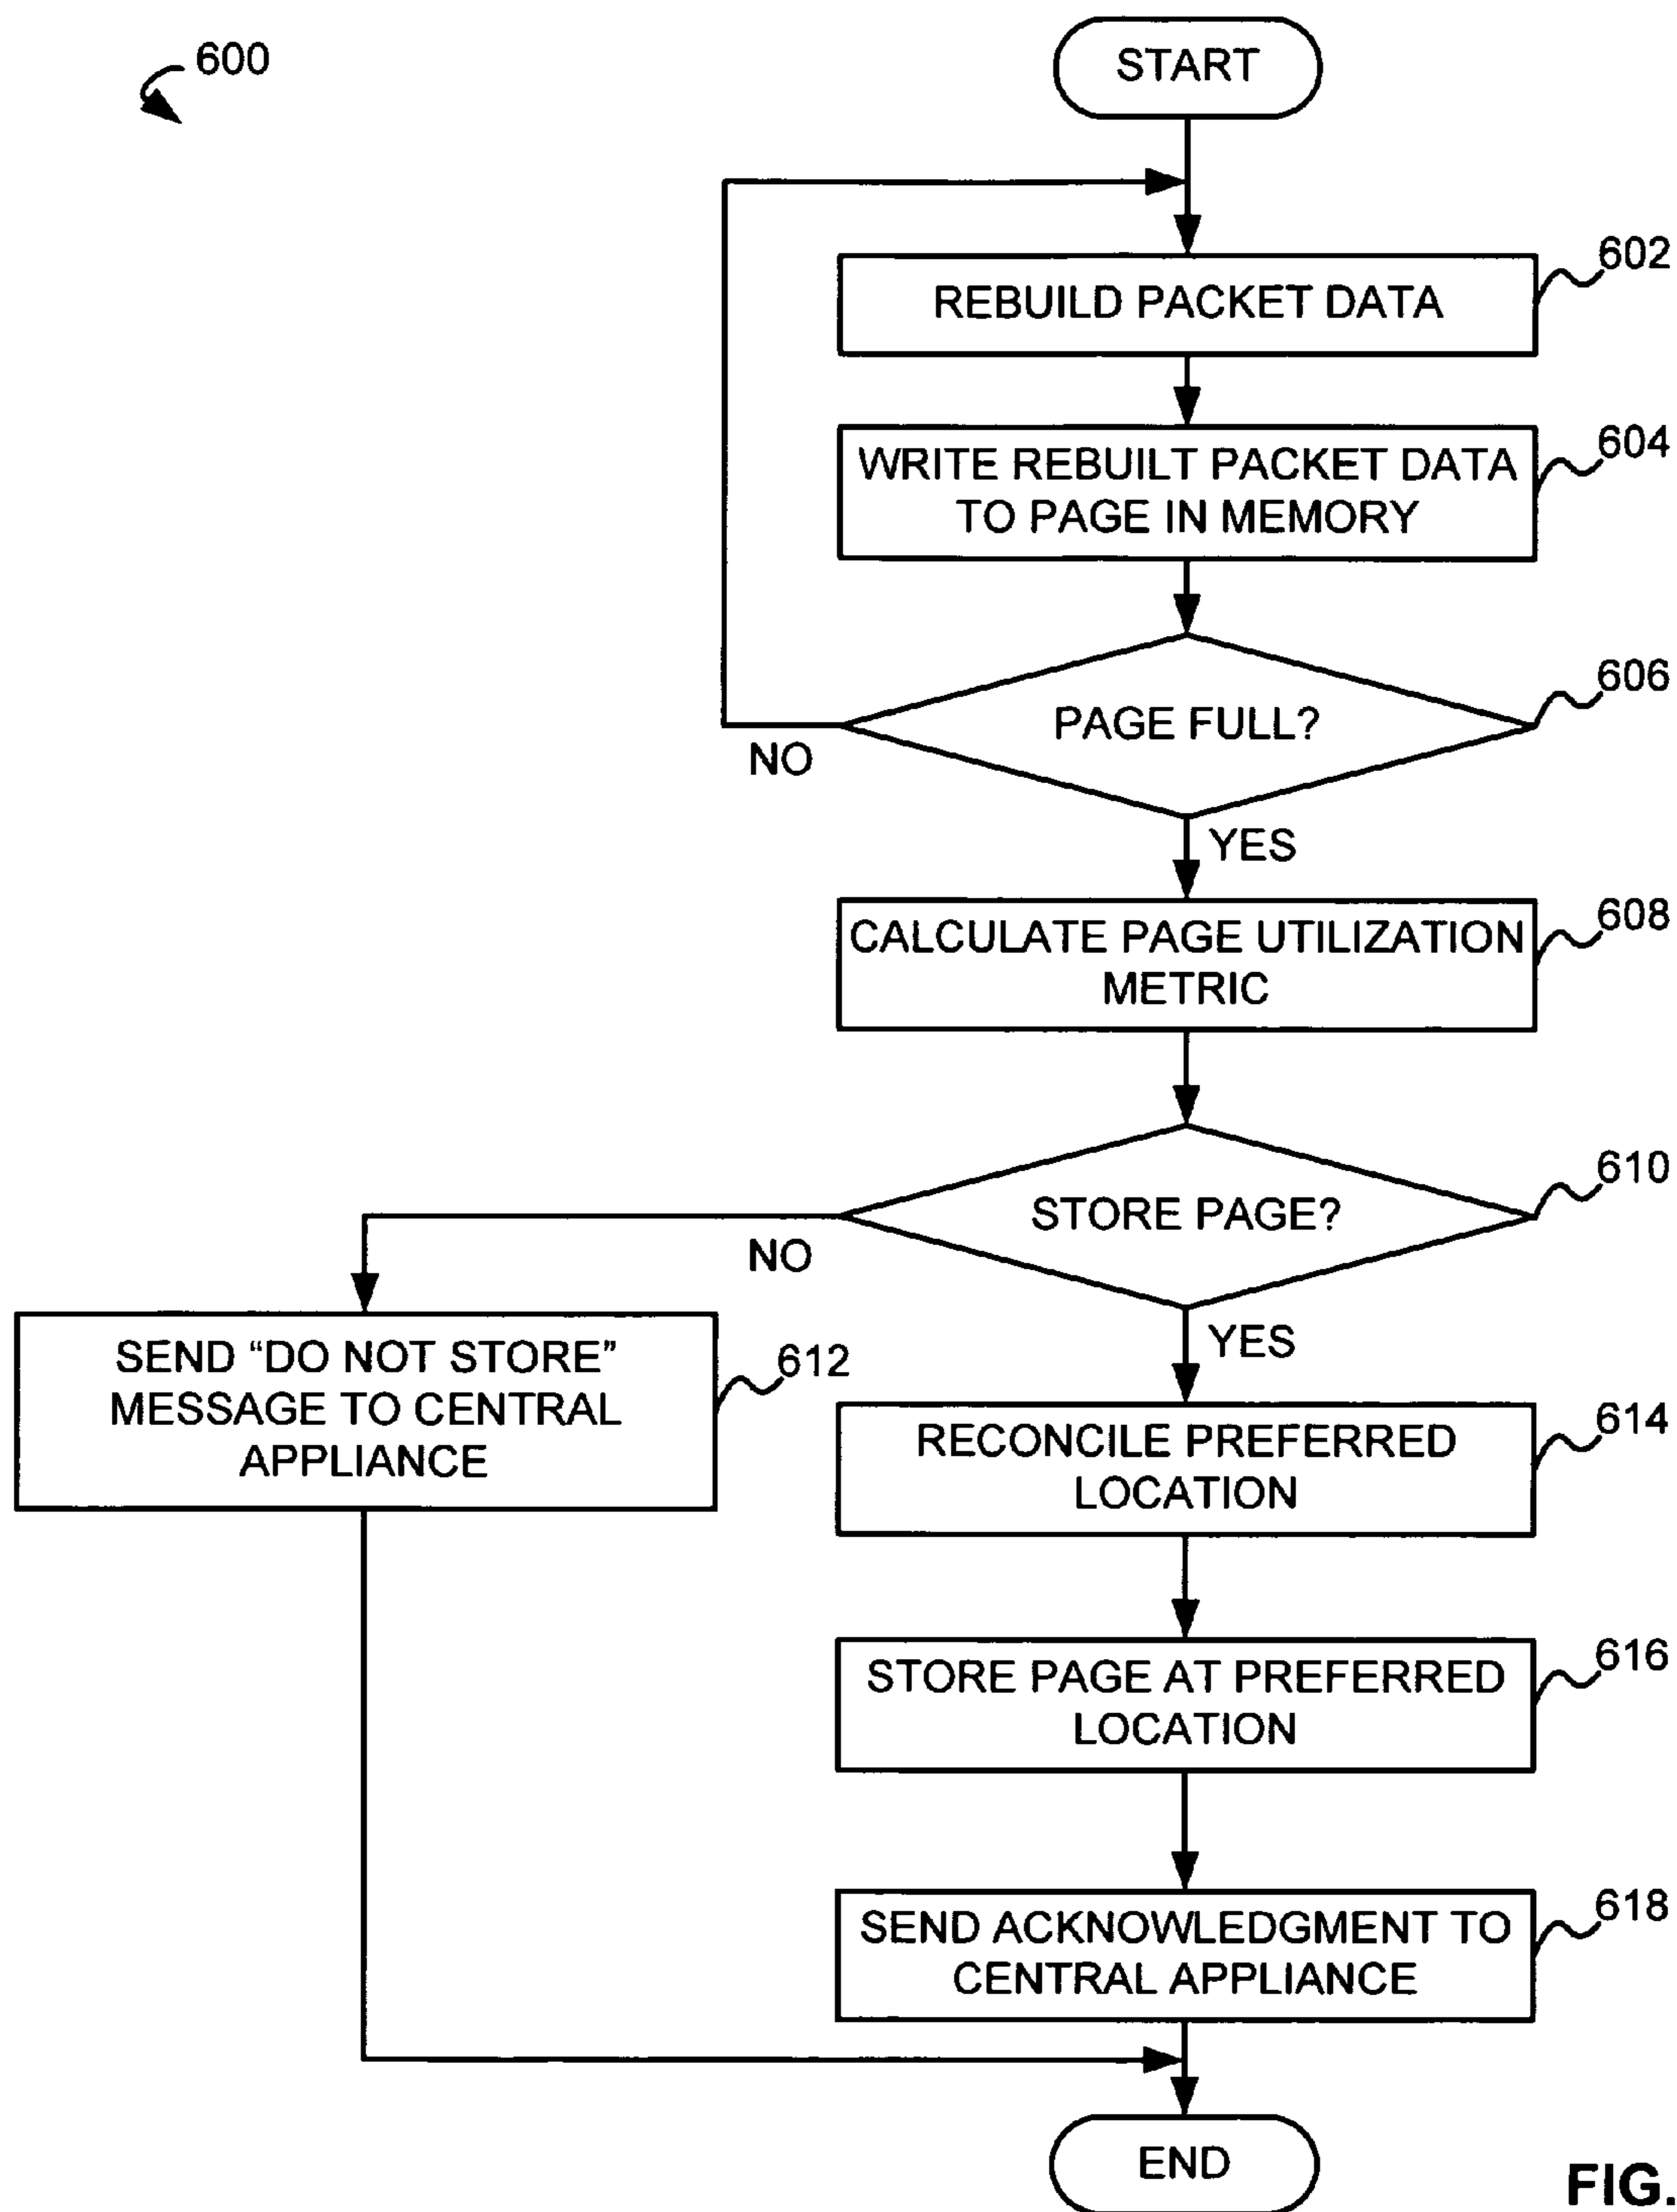 600
START
602
REBUILD PACKET DATA
604
WRITE REBUILT PACKET DATA
TO PAGE IN MEMORY
606
PAGE FULL?
NO
YES
608
CALCULATE PAGE UTILIZATION
METRIC
610
STORE PAGE?
NO
YES
SEND “DO NOT STORE”
MESSAGE TO CENTRAL
APPLIANCE
612
614
RECONCILE PREFERRED
LOCATION
616
STORE PAGE AT PREFERRED
LOCATION
618
SEND ACKNOWLEDGMENT TO
CENTRAL APPLIANCE
END
FIG.